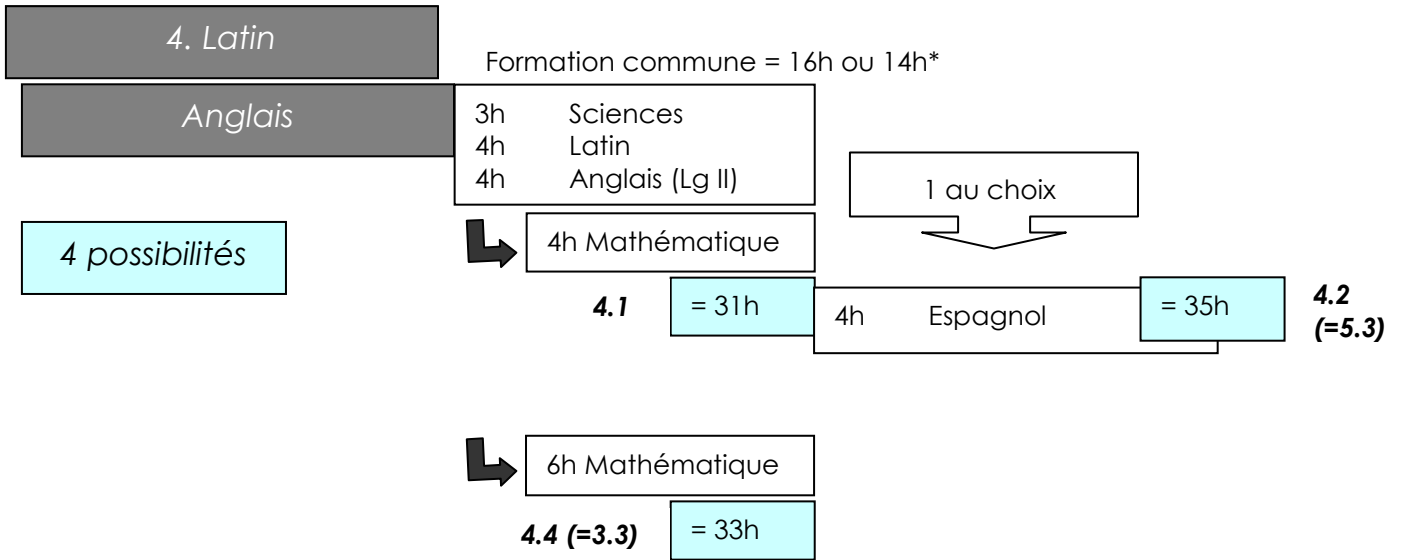 4. Latin
Formation commune = 16h ou 14h*
Anglais
3h Sciences
4h Latin
4h Anglais (Lg II)
1 au choix
4 possibilités
4h Mathématique
4.1 = 31h
4h Espagnol
= 35h
4.2
(=5.3)
6h Mathématique
4.4 (=3.3) = 33h